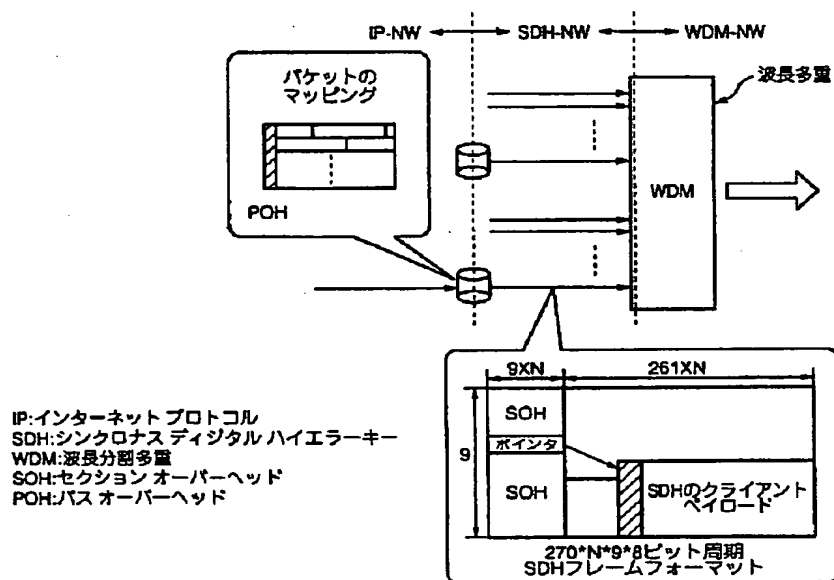 IP-NW
SDH-NW
WDM-NW
パケットの
マッピング
POH
波長多重
WDM
9XN
261XN
9
SOH
ポインタ
SOH
SDHのクライアント
ペイロード
270*N*9*8ビット周期
SDHフレームフォーマット
IP:インターネット プロトコル
SDH:シンクロナス ディジタル ハイエラーキー
WDM:波長分割多重
SOH:セクション オーバーヘッド
POH:パス オーバーヘッド